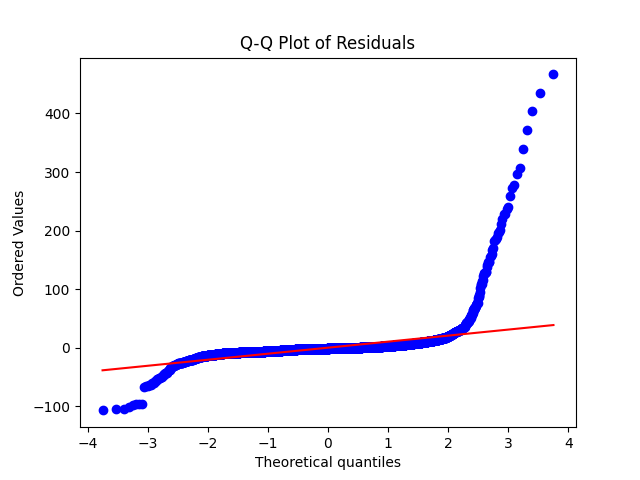 Q-Q Plot of Residuals
Ordered Values
400
300
200
100
0
−100
−4 −3 −2 −1 0 1 2 3 4
Theoretical quantiles